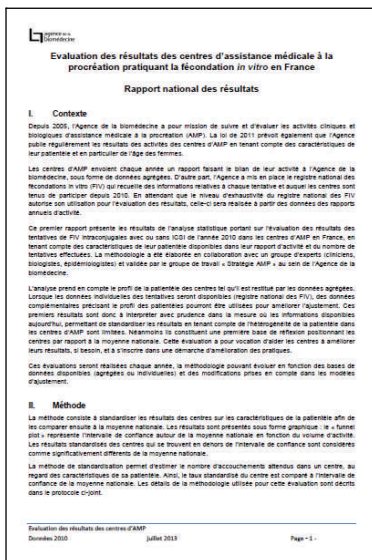 agence de la
biomédecine
Evaluation des résultats des centres d'assistance médicale à la
procréation pratiquant la fécondation in vitro en France
Rapport national des résultats
I. Contexte
Depuis 2005, l'Agence de la biomédecine a pour mission de suivre et d'évaluer les activités cliniques et
biologiques d'assistance médicale à la procréation (AMP). La loi de 2011 prévoit également que l'Agence
publie régulièrement les résultats des activités des centres d'AMP en tenant compte des caractéristiques de
leur patientèle et en particulier de l'âge des femmes.
Les centres d'AMP envoient chaque année un rapport faisant le bilan de leur activité à l'Agence de la
biomédecine, sous forme de données agrégées. D'autre part, l'Agence a mis en place le registre national des
fécondations in vitro (FIV) qui recueille des informations relatives à chaque tentative et auquel les centres sont
tenus de participer depuis 2010. En attendant que le niveau d'exhaustivité du registre national des FIV
autorise son utilisation pour l'évaluation des résultats, celle-ci sera réalisée à partir des données des rapports
annuels d'activité.
Ce premier rapport présente les résultats de l'analyse statistique portant sur l'évaluation des résultats des
tentatives de FIV intraconjugales avec ou sans ICSI de l'année 2010 dans les centres d'AMP en France, en
tenant compte des caractéristiques de leur patientèle disponibles dans leur rapport d'activité et du nombre de
tentatives effectuées. La méthodologie a été élaborée en collaboration avec un groupe d'experts (cliniciens,
biologistes, épidémiologistes) et validée par le groupe de travail « Stratégie AMP » au sein de l'Agence de la
biomédecine.
L'analyse prend en compte le profil de la patientèle des centres tel qu'il est restitué par les données agrégées.
Lorsque les données individuelles des tentatives seront disponibles (registre national des FIV), des données
complémentaires précisant le profil des patientèles pourront être utilisées pour améliorer l'ajustement. Ces
premiers résultats sont donc à interpréter avec prudence dans la mesure où les informations disponibles
aujourd'hui, permettant de standardiser les résultats en tenant compte de l'hétérogénéité de la patientèle dans
les centres d'AMP sont limitées. Néanmoins ils constituent une première base de réflexion positionnant les
centres par rapport à la moyenne nationale. Cette évaluation a pour vocation d'aider les centres à améliorer
leurs résultats, si besoin, et à s'inscrire dans une démarche d'amélioration des pratiques.
Ces évaluations seront réalisées chaque année, la méthodologie pouvant évoluer en fonction des bases de
données disponibles (agrégées ou individuelles) et des modifications prises en compte dans les modèles
d'ajustement.
II. Méthode
La méthode consiste à standardiser les résultats des centres sur les caractéristiques de la patientèle afin de
les comparer ensuite à la moyenne nationale. Les résultats sont présentés sous forme graphique : le « funnel
plot » représente l'intervalle de confiance autour de la moyenne nationale en fonction du volume d'activité.
Les résultats standardisés des centres qui se trouvent en dehors de l'intervalle de confiance sont considérés
comme significativement différents de la moyenne nationale.
La méthode de standardisation permet d'estimer le nombre d'accouchements attendus dans un centre, au
regard des caractéristiques de sa patientèle. Ainsi, le taux standardisé du centre est comparé à l'intervalle de
confiance de la moyenne nationale. Les détails de la méthodologie utilisée pour cette évaluation sont décrits
dans le protocole ci-joint.
Evaluation des résultats des centres d'AMP
Données 2010 juillet 2013 Page - 1 -